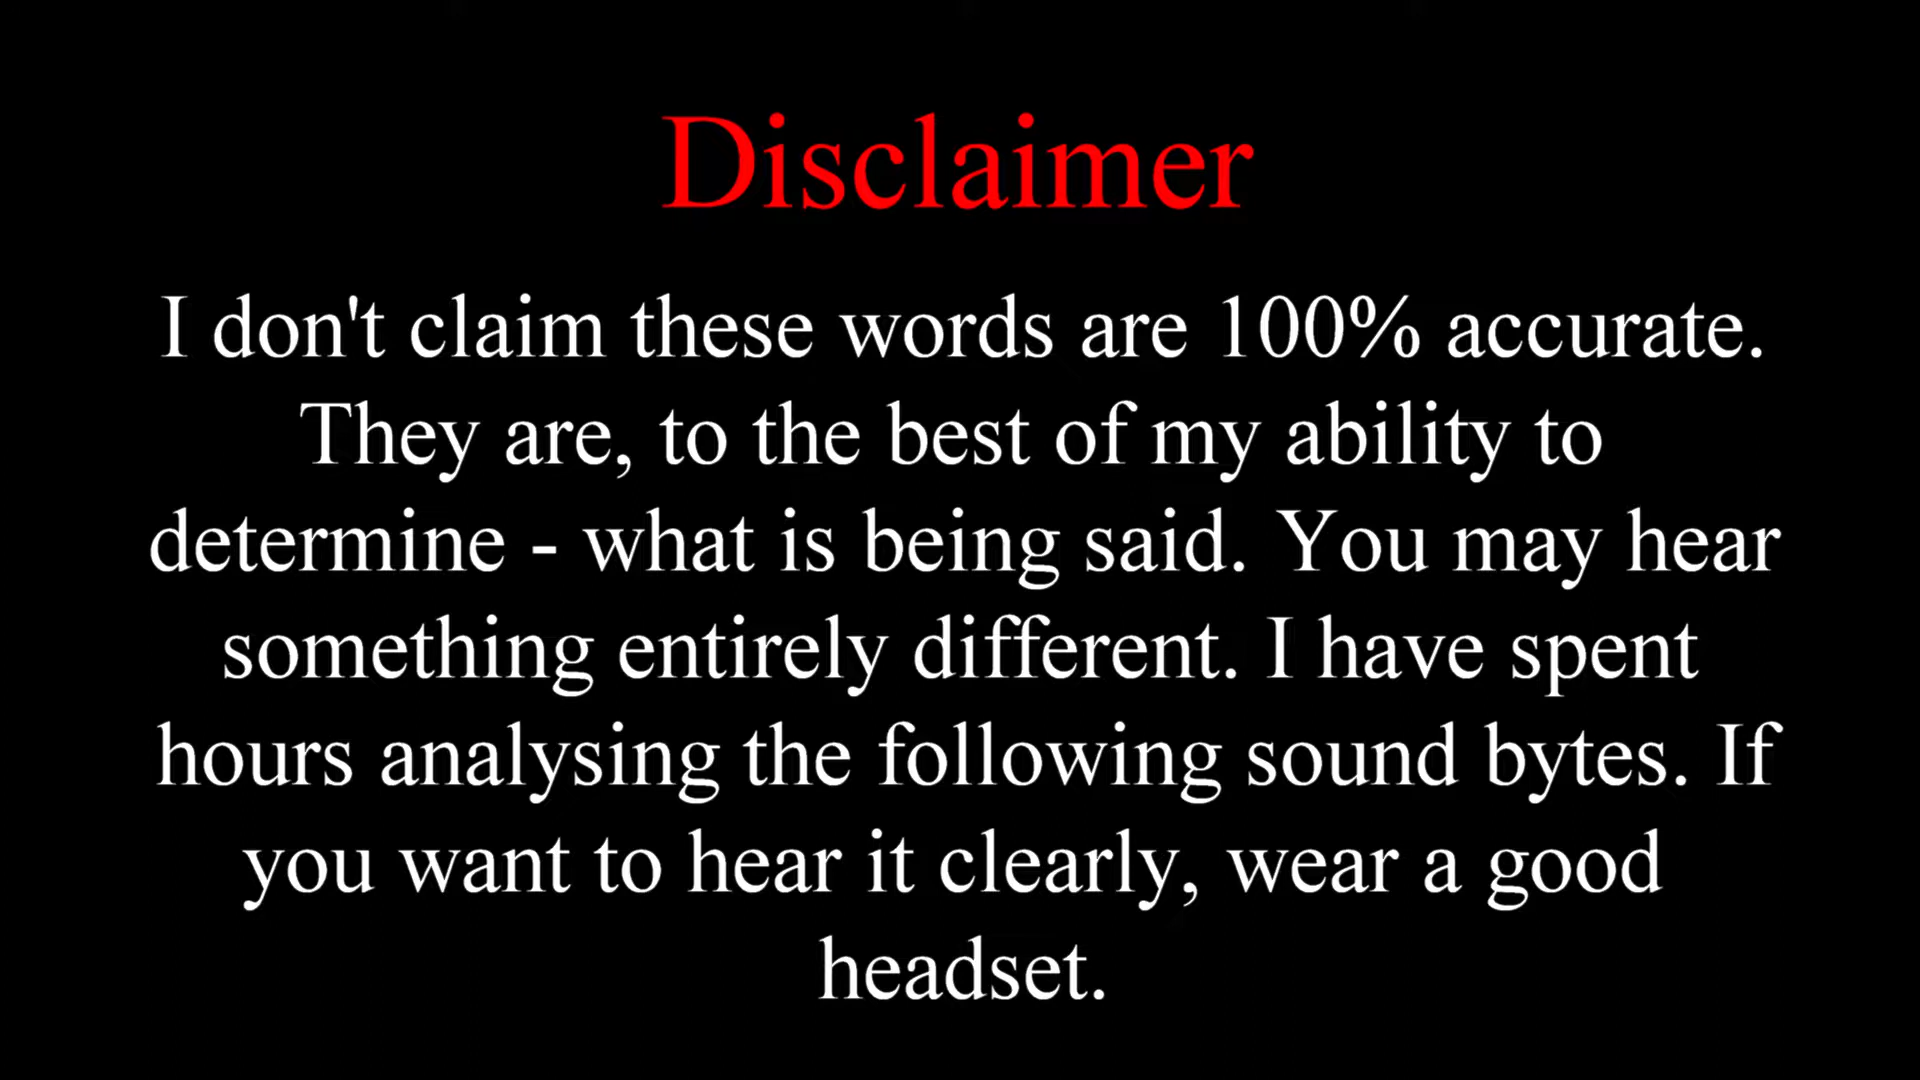 Disclaimer
I don't claim these words are 100% accurate.
They are, to the best of my ability to
determine - what is being said. You may hear
something entirely different. I have spent
hours analysing the following sound bytes. If
you want to hear it clearly, wear a good
headset.